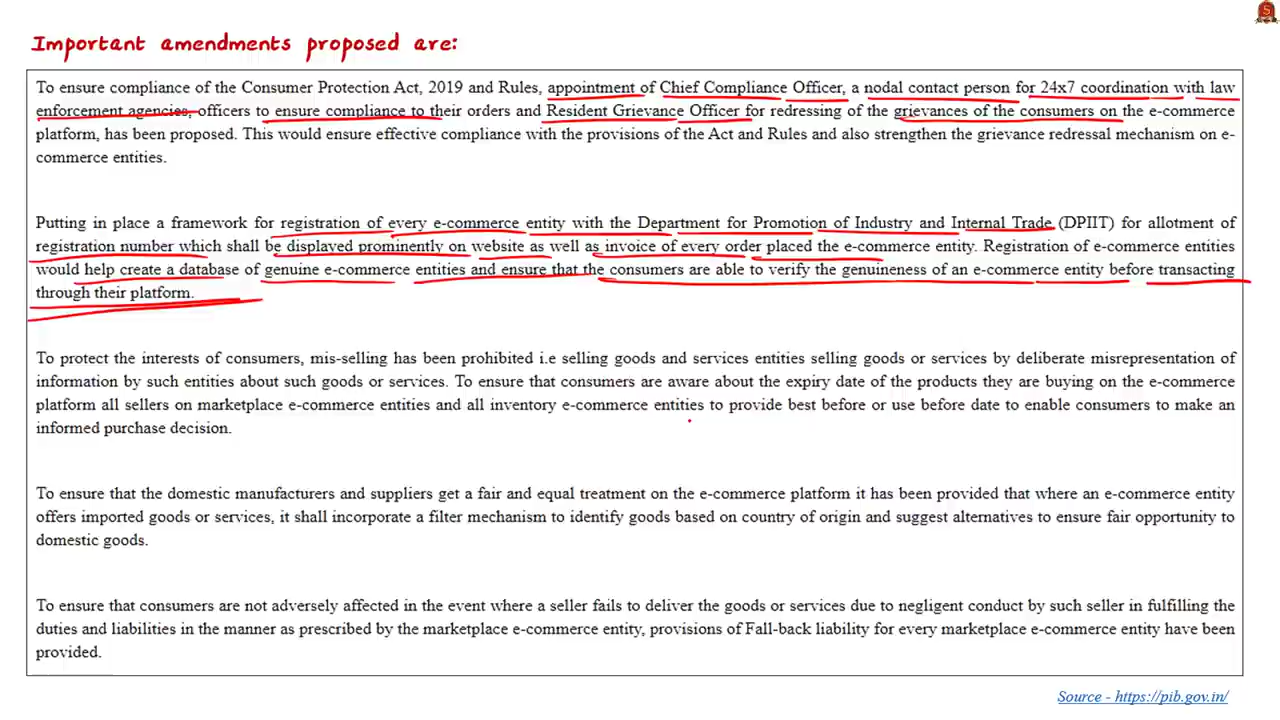 Important amendments proposed are:
To ensure compliance of the Consumer Protection Act, 2019 and Rules, appointment of Chief Compliance Officer, a nodal contact person for 24x7 coordination with law
enforcement agencies, officers to ensure compliance to their orders and Resident Grievance Officer for redressing of the grievances of the consumers on the e-commerce
platform, has been proposed. This would ensure effective compliance with the provisions of the Act and Rules and also strengthen the grievance redressal mechanism on e-
commerce entities.
Putting in place a framework for registration of every e-commerce entity with the Department for Promotion of Industry and Internal Trade (DPIIT) for allotment of
registration number which shall be displayed prominently on website as well as invoice of every order placed the e-commerce entity. Registration of e-commerce entities
would help create a database of genuine e-commerce entities and ensure that the consumers are able to verify the genuineness of an e-commerce entity before transacting
through their platform.
To protect the interests of consumers, mis-selling has been prohibited i.e selling goods and services entities selling goods or services by deliberate misrepresentation of
information by such entities about such goods or services. To ensure that consumers are aware about the expiry date of the products they are buying on the e-commerce
platform all sellers on marketplace e-commerce entities and all inventory e-commerce entities to provide best before or use before date to enable consumers to make an
informed purchase decision.
To ensure that the domestic manufacturers and suppliers get a fair and equal treatment on the e-commerce platform it has been provided that where an e-commerce entity
offers imported goods or services, it shall incorporate a filter mechanism to identify goods based on country of origin and suggest alternatives to ensure fair opportunity to
domestic goods.
To ensure that consumers are not adversely affected in the event where a seller fails to deliver the goods or services due to negligent conduct by such seller in fulfilling the
duties and liabilities in the manner as prescribed by the marketplace e-commerce entity, provisions of Fall-back liability for every marketplace e-commerce entity have been
provided.
Source - https://pib.gov.in/